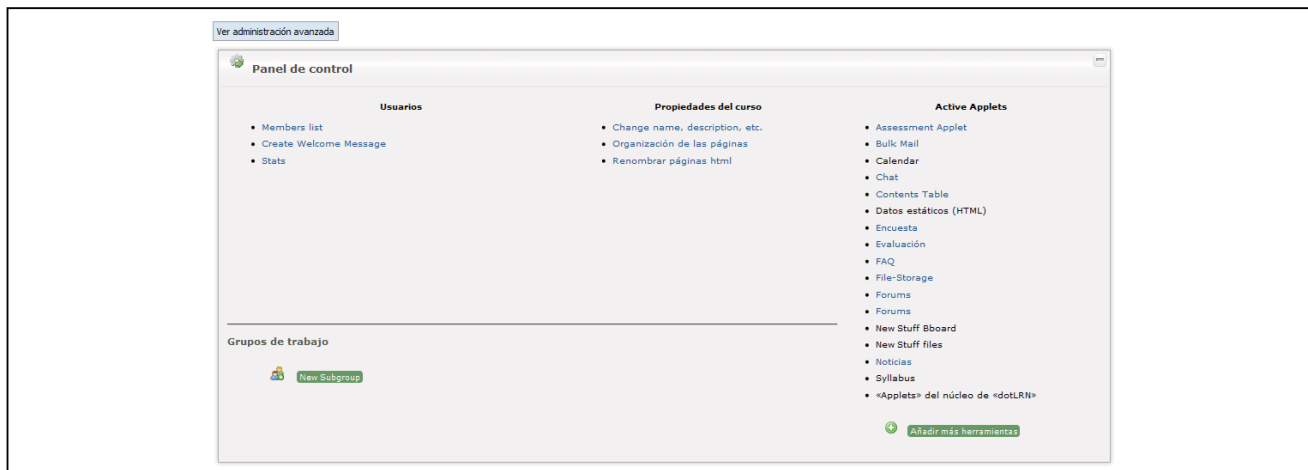 Ver administración avanzada
Panel de control
Usuarios
Members list
Create Welcome Message
Stats
Propiedades del curso
Change name, description, etc.
Organización de las páginas
Renombrar páginas html
Active Applets
Assessment Applet
Bulk Mail
Calendar
Chat
Contents Table
Datos estáticos (HTML)
Encuesta
Evaluación
FAQ
File-Storage
Forums
Forums
New Stuff Bboard
New Stuff files
Noticias
Syllabus
«Applets» del núcleo de «dotLRN»
Añadir más herramientas
Grupos de trabajo
New Subgroup